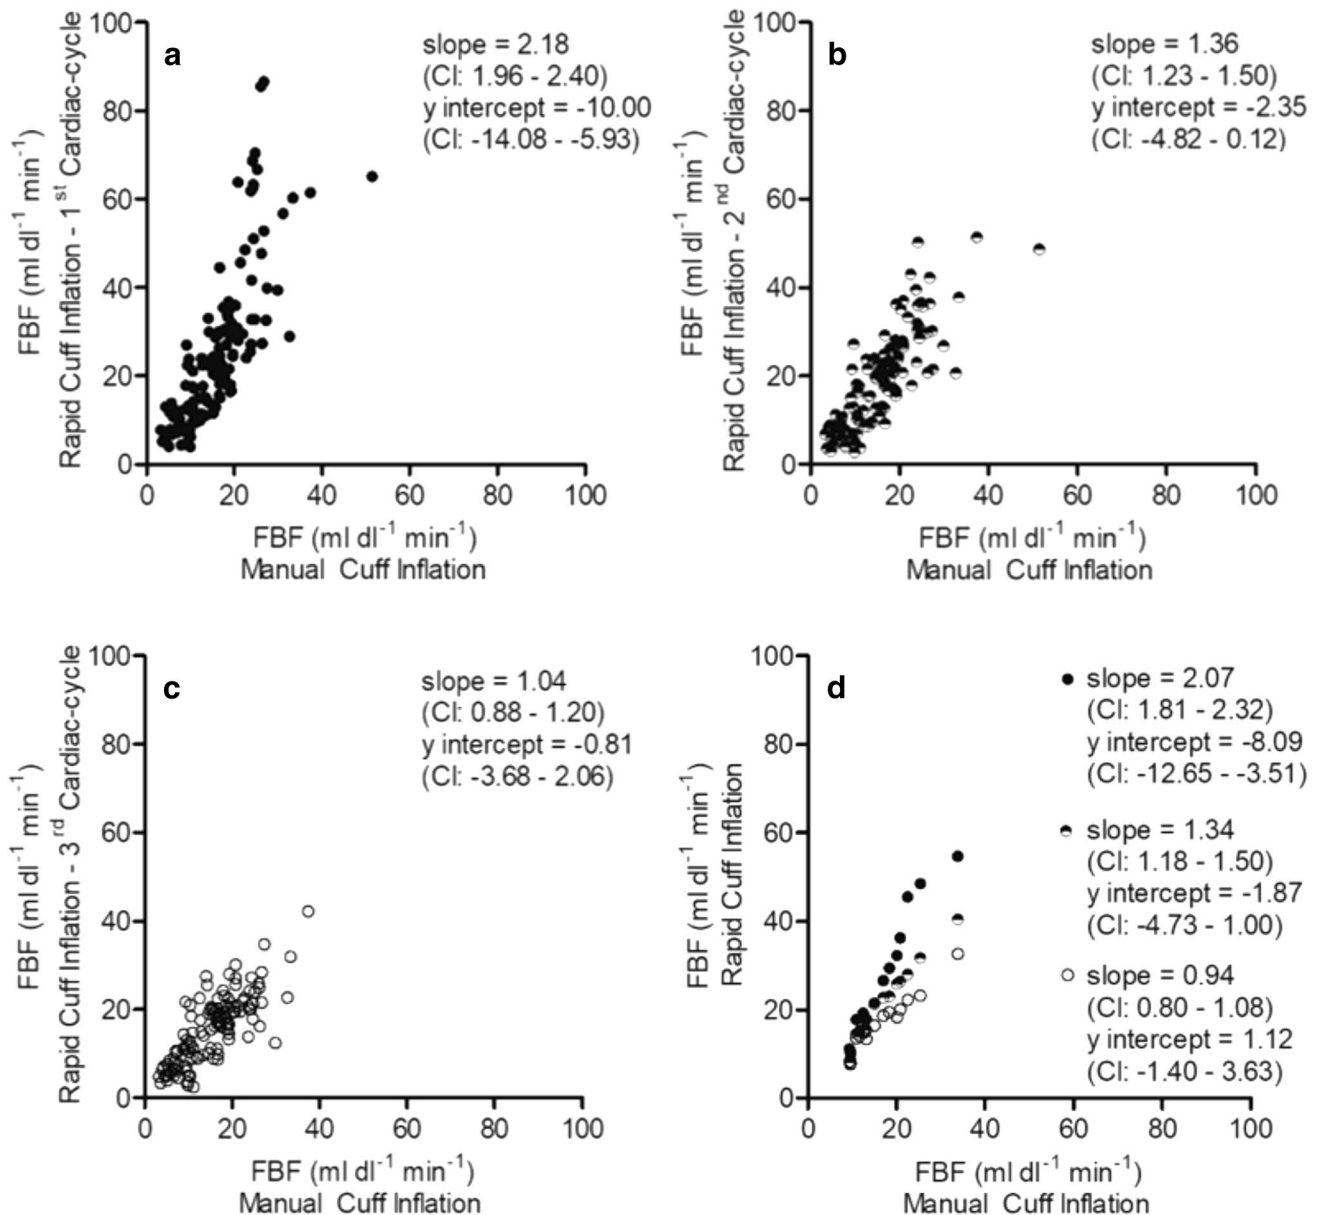 a
slope = 2.18
(CI: 1.96 - 2.40)
y intercept = -10.00
(CI: -14.08 - -5.93)
FBF (ml dl⁻¹ min⁻¹)
Rapid Cuff Inflation - 1ˢᵗ Cardiac-cycle
100
80
60
40
20
0
0 20 40 60 80 100
FBF (ml dl⁻¹ min⁻¹)
Manual Cuff Inflation
b
slope = 1.36
(CI: 1.23 - 1.50)
y intercept = -2.35
(CI: -4.82 - 0.12)
FBF (ml dl⁻¹ min⁻¹)
Rapid Cuff Inflation - 2ⁿᵈ Cardiac-cycle
100
80
60
40
20
0
0 20 40 60 80 100
FBF (ml dl⁻¹ min⁻¹)
Manual Cuff Inflation
c
slope = 1.04
(CI: 0.88 - 1.20)
y intercept = -0.81
(CI: -3.68 - 2.06)
FBF (ml dl⁻¹ min⁻¹)
Rapid Cuff Inflation - 3ʳᵈ Cardiac-cycle
100
80
60
40
20
0
0 20 40 60 80 100
FBF (ml dl⁻¹ min⁻¹)
Manual Cuff Inflation
d
slope = 2.07
(CI: 1.81 - 2.32)
y intercept = -8.09
(CI: -12.65 - -3.51)
slope = 1.34
(CI: 1.18 - 1.50)
y intercept = -1.87
(CI: -4.73 - 1.00)
slope = 0.94
(CI: 0.80 - 1.08)
y intercept = 1.12
(CI: -1.40 - 3.63)
FBF (ml dl⁻¹ min⁻¹)
Rapid Cuff Inflation
100
80
60
40
20
0
0 20 40 60 80 100
FBF (ml dl⁻¹ min⁻¹)
Manual Cuff Inflation